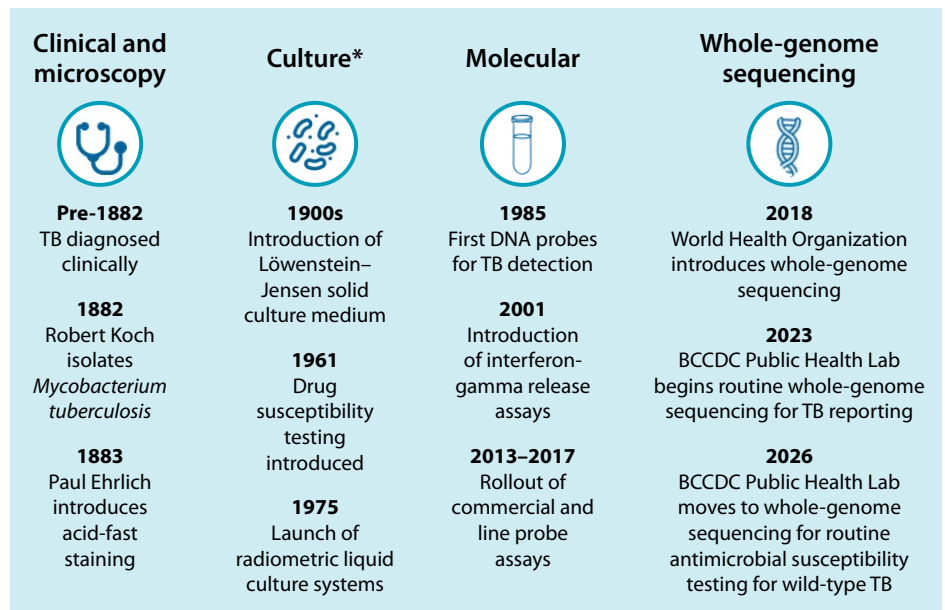 Clinical and
microscopy
Pre-1882
TB diagnosed
clinically
1882
Robert Koch
isolates
Mycobacterium
tuberculosis
1883
Paul Ehrlich
introduces
acid-fast
staining
Culture*
1900s
Introduction of
Löwenstein–
Jensen solid
culture medium
1961
Drug
susceptibility
testing
introduced
1975
Launch of
radiometric liquid
culture systems
Molecular
1985
First DNA probes
for TB detection
2001
Introduction
of interferon-
gamma release
assays
2013–2017
Rollout of
commercial and
line probe
assays
Whole-genome
sequencing
2018
World Health Organization
introduces whole-genome
sequencing
2023
BCCDC Public Health Lab
begins routine whole-genome
sequencing for TB reporting
2026
BCCDC Public Health Lab
moves to whole-genome
sequencing for routine
antimicrobial susceptibility
testing for wild-type TB